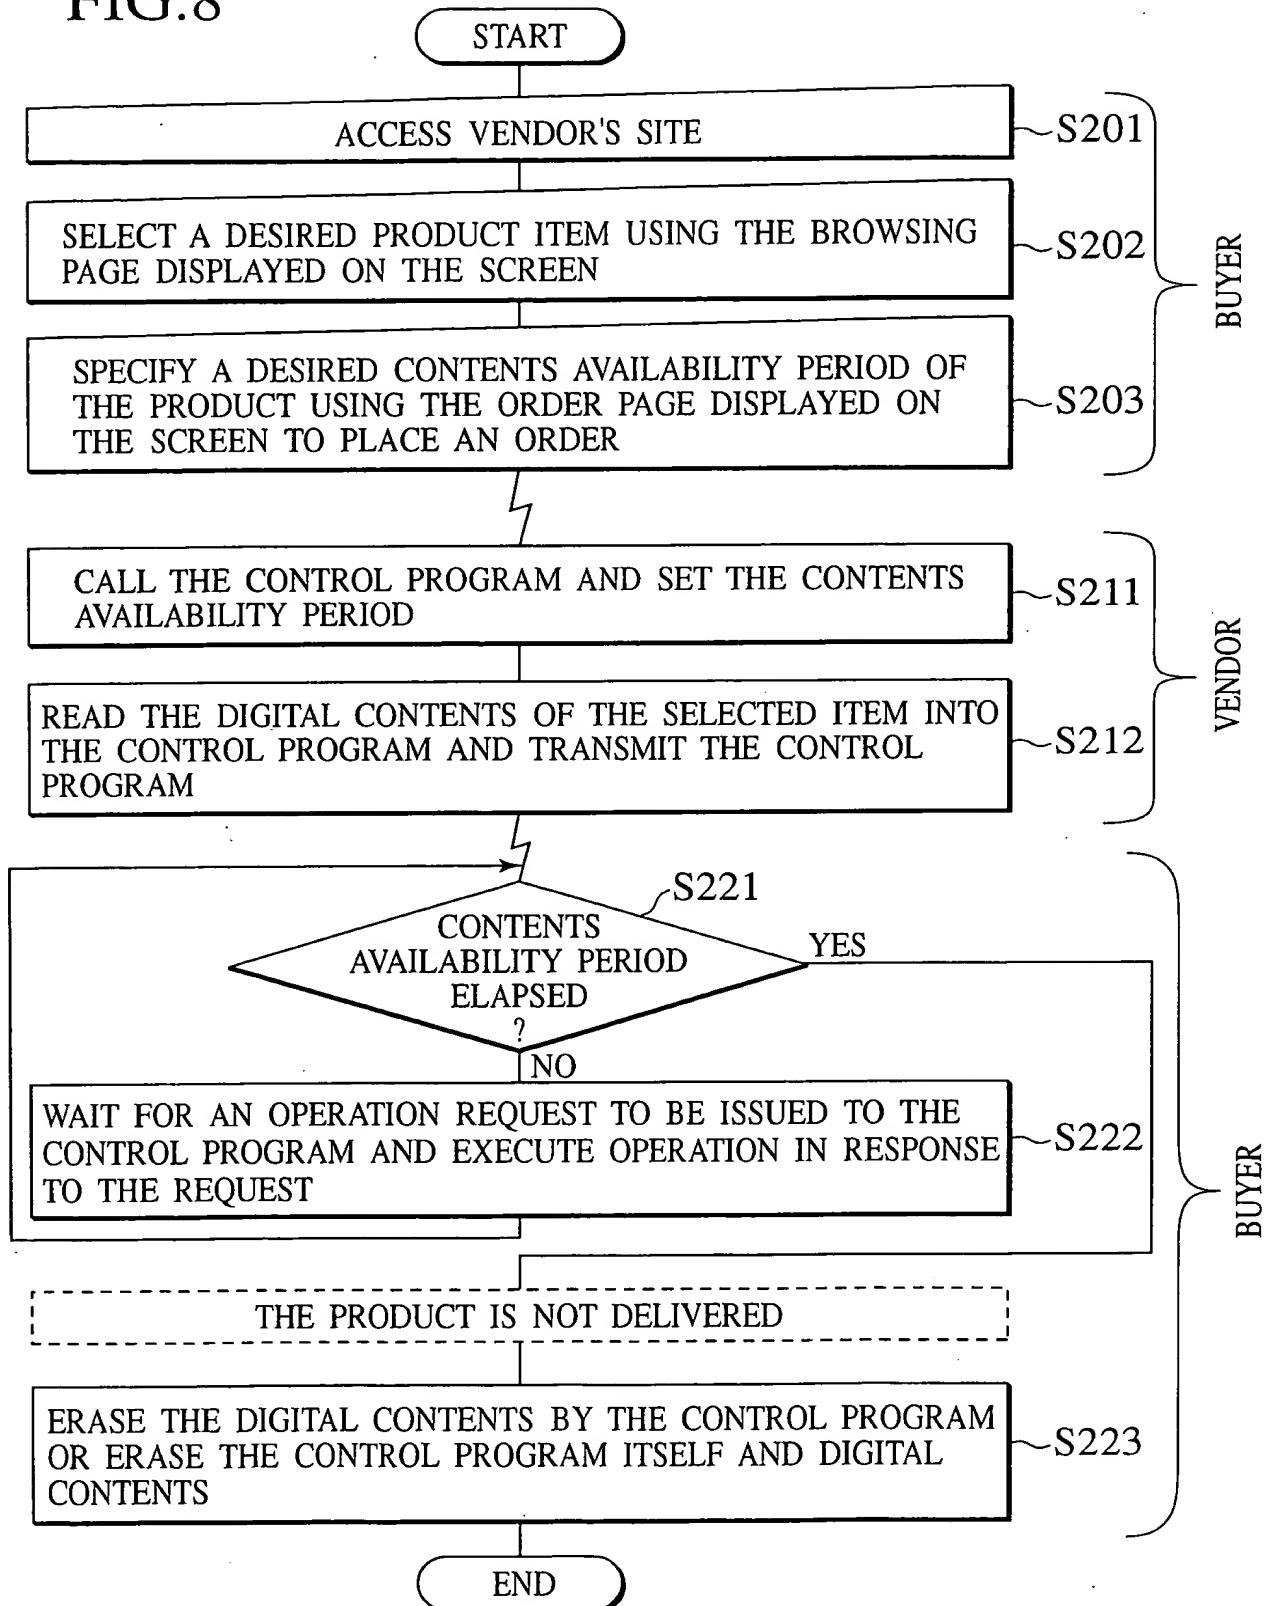 FIG.8
START
ACCESS VENDOR'S SITE
S201
SELECT A DESIRED PRODUCT ITEM USING THE BROWSING
PAGE DISPLAYED ON THE SCREEN
S202
SPECIFY A DESIRED CONTENTS AVAILABILITY PERIOD OF
THE PRODUCT USING THE ORDER PAGE DISPLAYED ON
THE SCREEN TO PLACE AN ORDER
S203
BUYER
CALL THE CONTROL PROGRAM AND SET THE CONTENTS
AVAILABILITY PERIOD
S211
READ THE DIGITAL CONTENTS OF THE SELECTED ITEM INTO
THE CONTROL PROGRAM AND TRANSMIT THE CONTROL
PROGRAM
S212
VENDOR
S221
CONTENTS
AVAILABILITY PERIOD
ELAPSED
?
YES
NO
WAIT FOR AN OPERATION REQUEST TO BE ISSUED TO THE
CONTROL PROGRAM AND EXECUTE OPERATION IN RESPONSE
TO THE REQUEST
S222
BUYER
THE PRODUCT IS NOT DELIVERED
ERASE THE DIGITAL CONTENTS BY THE CONTROL PROGRAM
OR ERASE THE CONTROL PROGRAM ITSELF AND DIGITAL
CONTENTS
S223
END